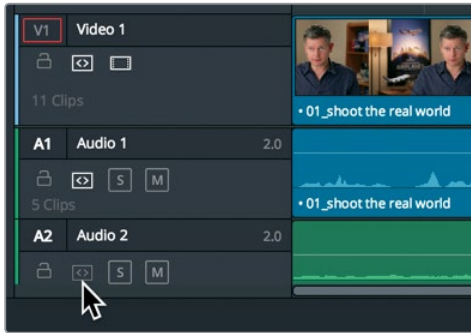 V1 Video 1
11 Clips
• 01_shoot the real world
A1 Audio 1 2.0
S M
5 Clips
• 01_shoot the real world
A2 Audio 2 2.0
S M